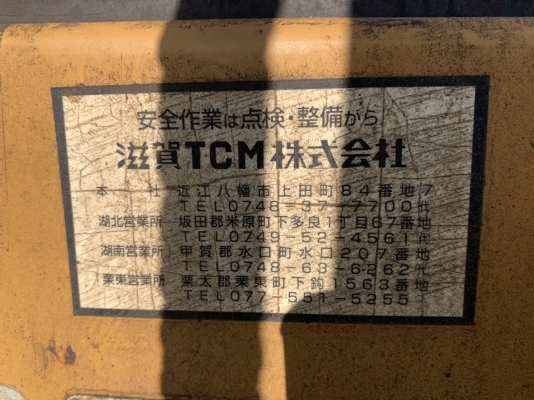 安全作業は点検・整備から
滋賀TCM株式会社
本 社 近江八幡市上田町84番地7
TEL0748-37-7700代
湖北営業所 坂田郡米原町下多良1丁目67番地
TEL0749-52-4561代
湖南営業所 甲賀郡水口町水口207番地
TEL0748-63-6262代
栗東営業所 栗太郡栗東町下鈎1563番地
TEL077-551-5255